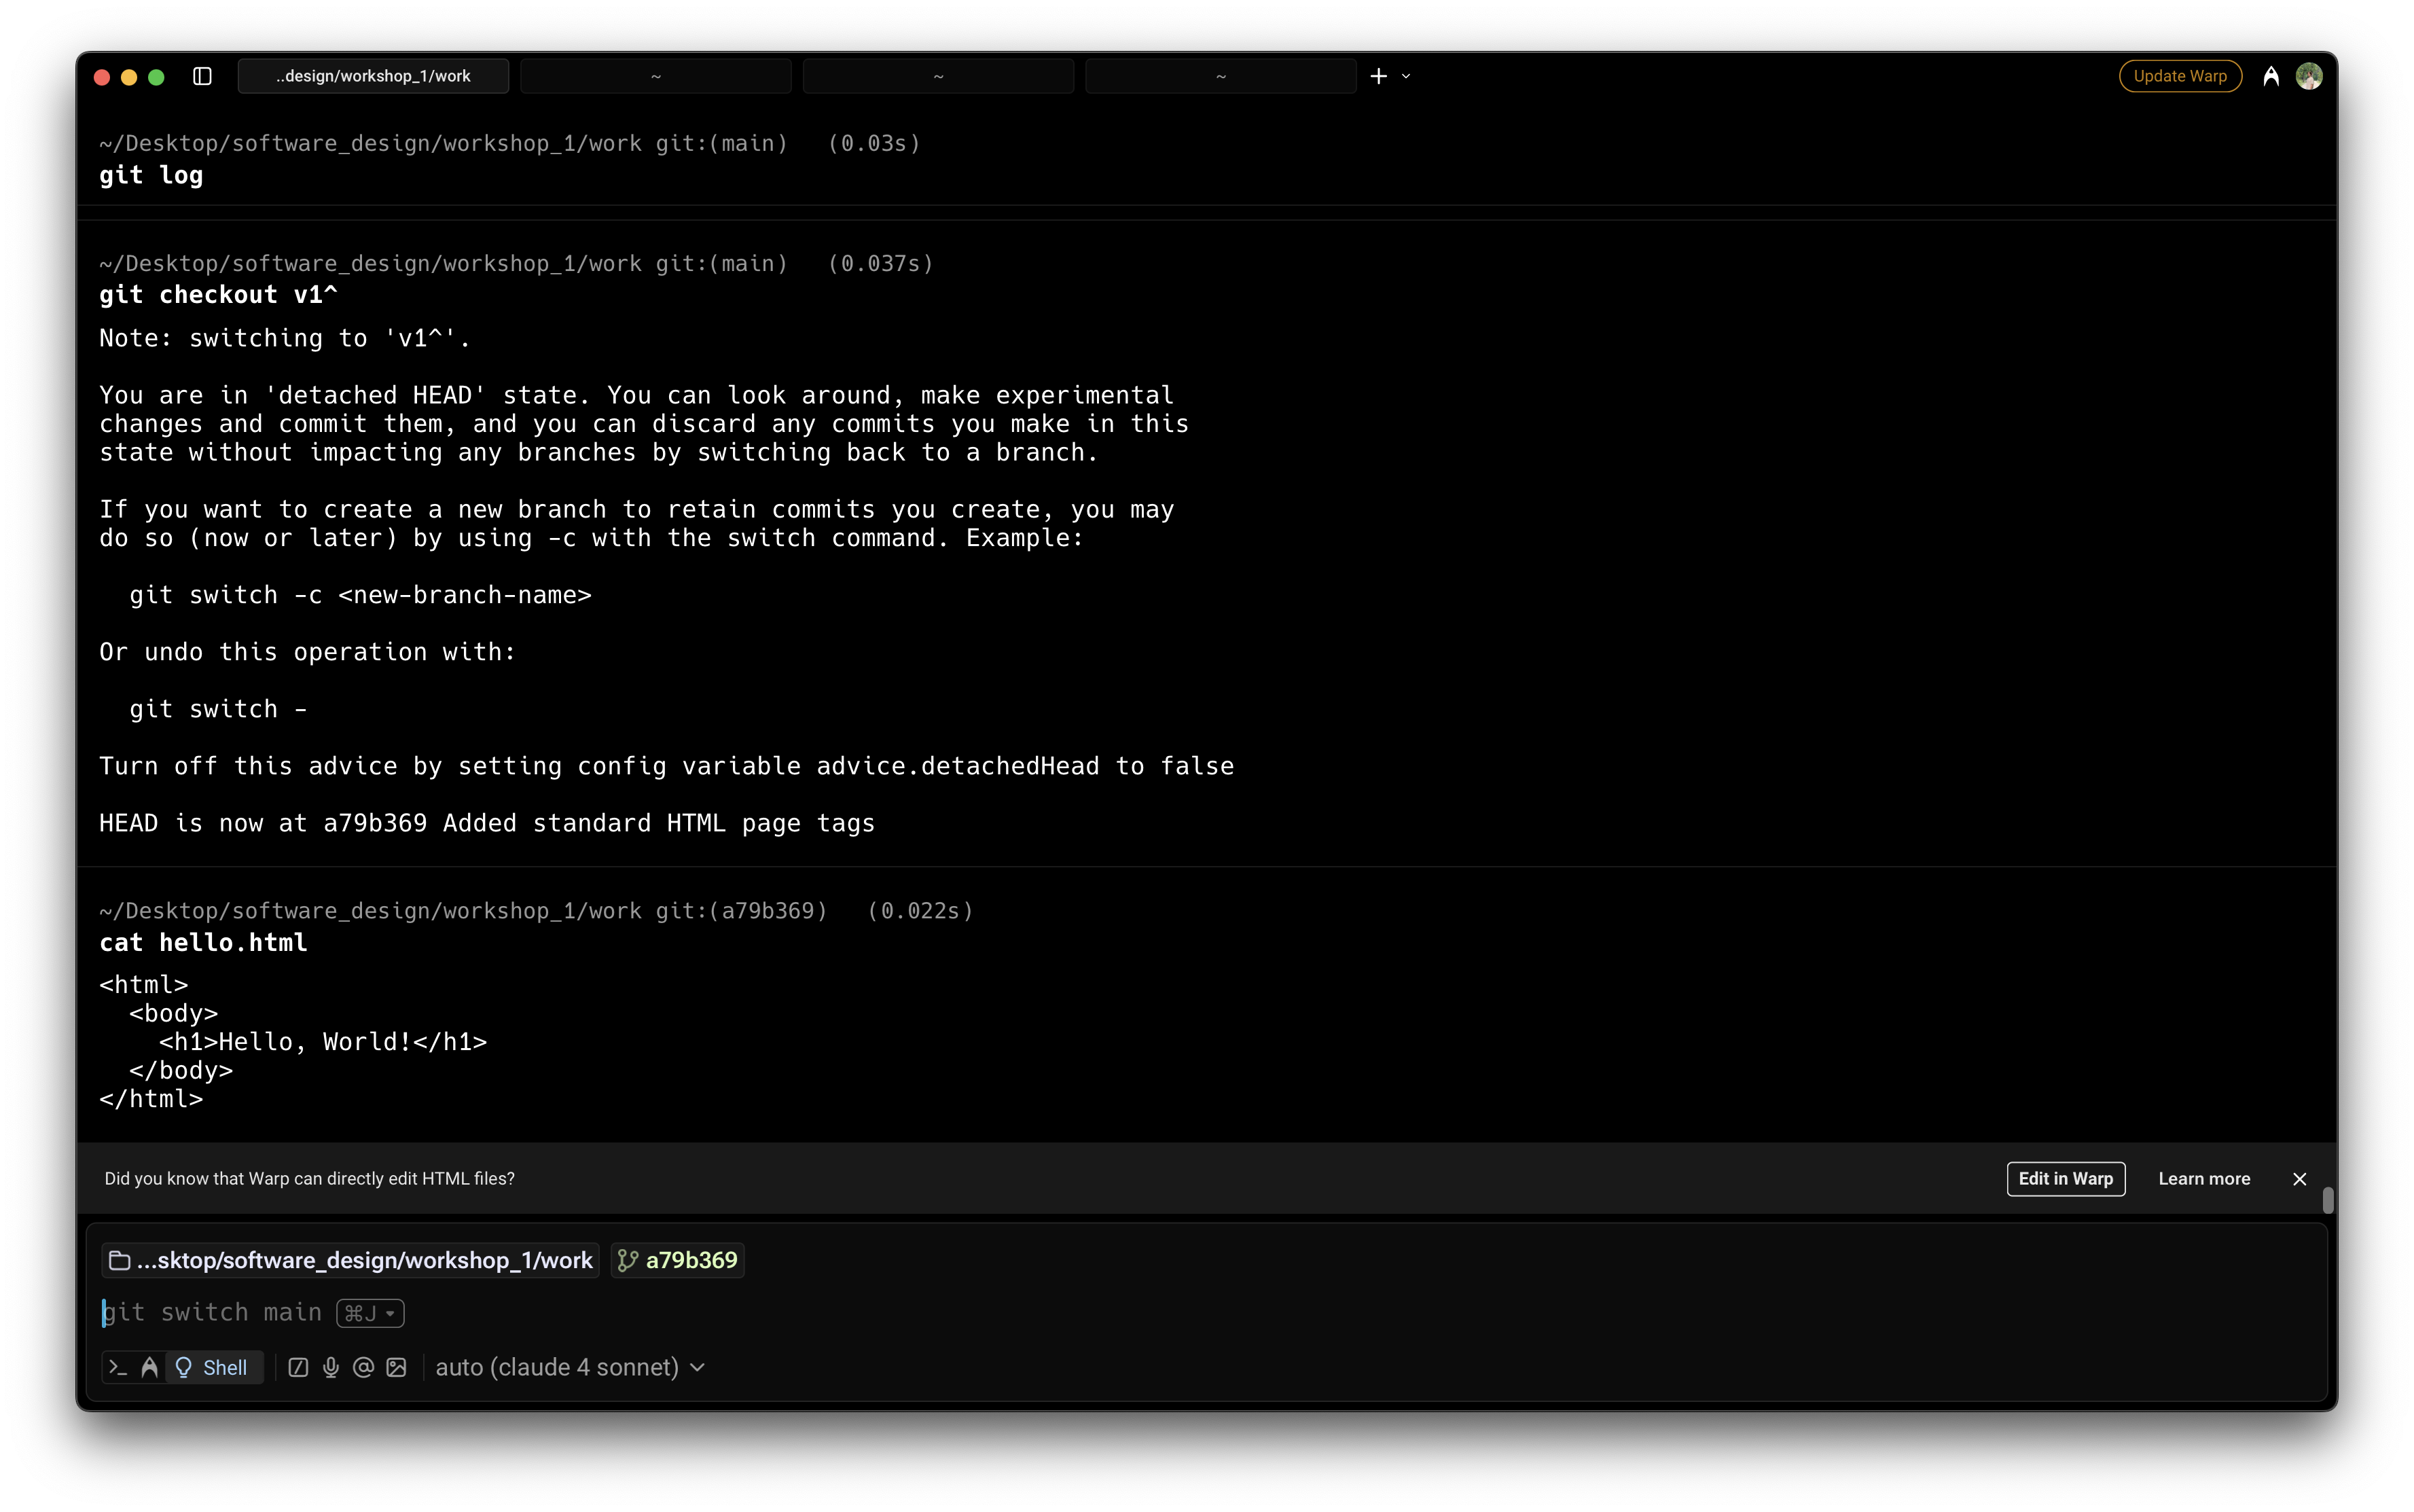 ..design/workshop_1/work ~ ~ ~ Update Warp
~/Desktop/software_design/workshop_1/work git:(main) (0.03s)
git log
~/Desktop/software_design/workshop_1/work git:(main) (0.037s)
git checkout v1^
Note: switching to 'v1^'.
You are in 'detached HEAD' state. You can look around, make experimental
changes and commit them, and you can discard any commits you make in this
state without impacting any branches by switching back to a branch.
If you want to create a new branch to retain commits you create, you may
do so (now or later) by using -c with the switch command. Example:
  git switch -c <new-branch-name>
Or undo this operation with:
  git switch -
Turn off this advice by setting config variable advice.detachedHead to false
HEAD is now at a79b369 Added standard HTML page tags
~/Desktop/software_design/workshop_1/work git:(a79b369) (0.022s)
cat hello.html
<html>
  <body>
    <h1>Hello, World!</h1>
  </body>
</html>
Did you know that Warp can directly edit HTML files? Edit in Warp Learn more
...sktop/software_design/workshop_1/work a79b369
git switch main ⌘J
Shell auto (claude 4 sonnet)